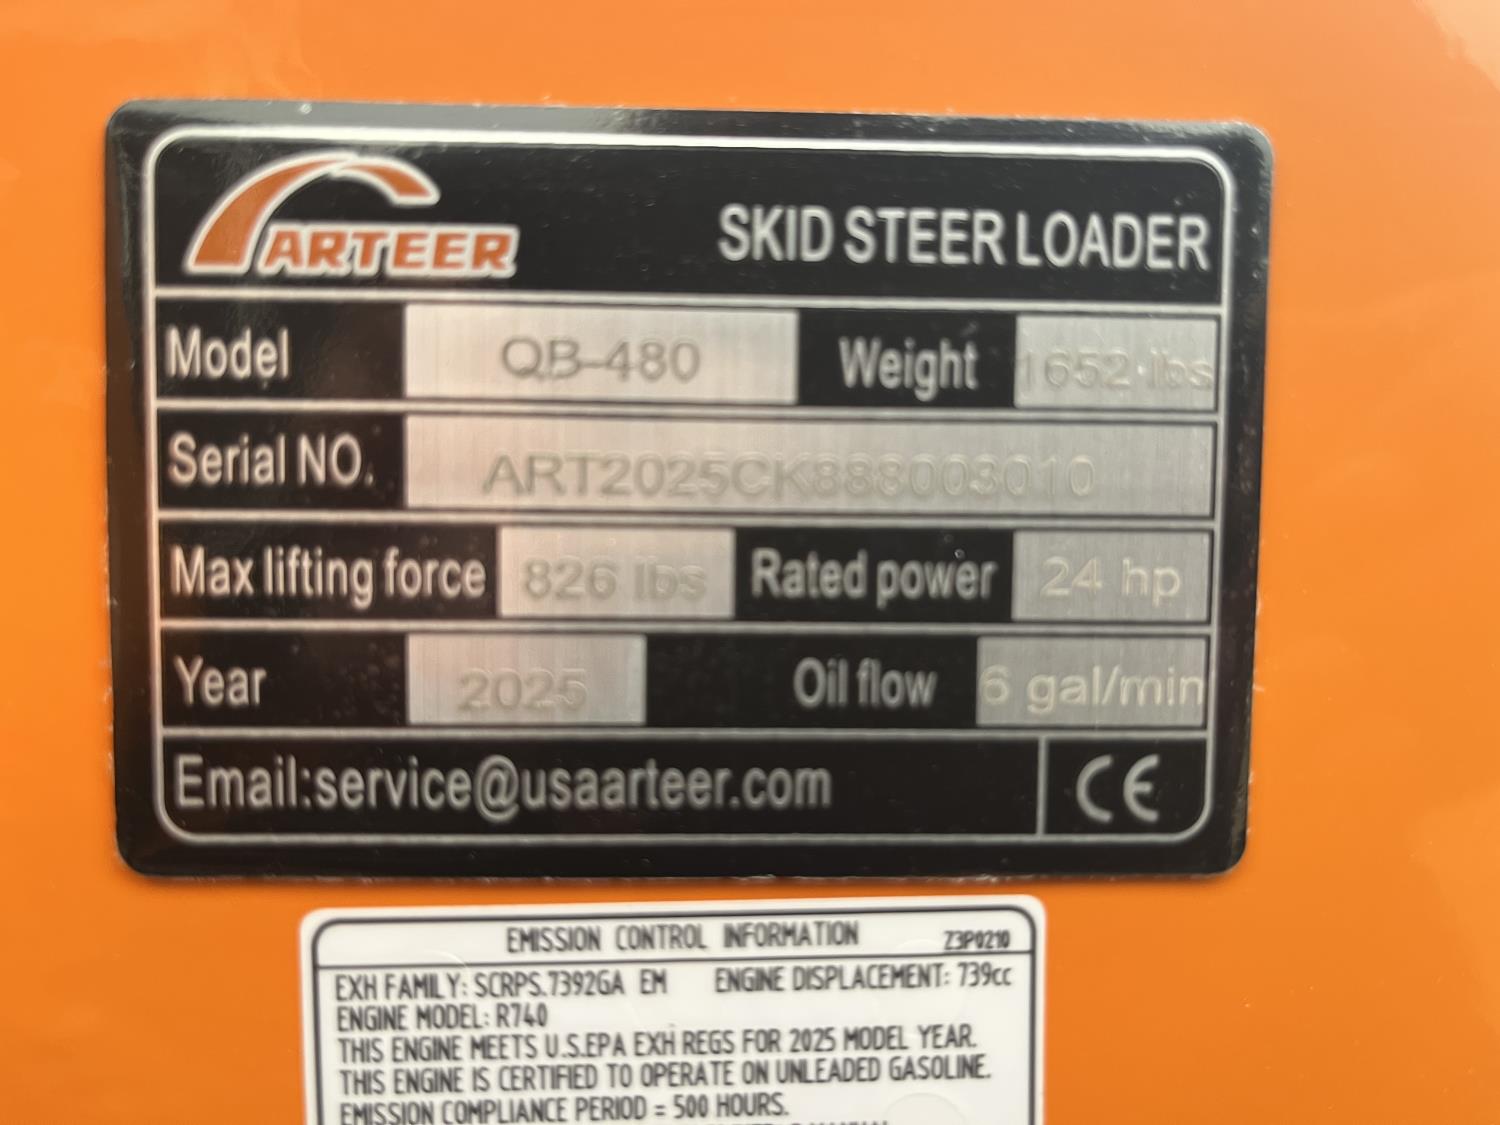 ARTEER
SKID STEER LOADER
Model QB-480 Weight 1652 lbs
Serial NO. ART2025CK888003010
Max lifting force 826 lbs Rated power 24 hp
Year 2025 Oil flow 6 gal/min
Email:service@usaarteer.com CE
EMISSION CONTROL INFORMATION Z3P0210
EXH FAMILY: SCRPS.7392GA EM ENGINE DISPLACEMENT: 739cc
ENGINE MODEL: R740
THIS ENGINE MEETS U.S.EPA EXH REGS FOR 2025 MODEL YEAR.
THIS ENGINE IS CERTIFIED TO OPERATE ON UNLEADED GASOLINE.
EMISSION COMPLIANCE PERIOD = 500 HOURS.